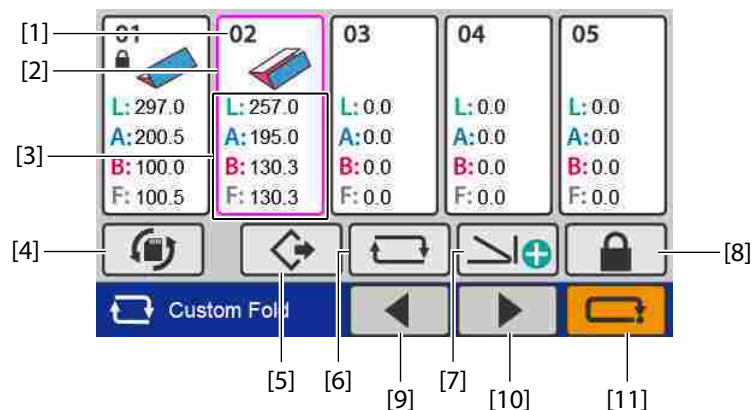 [1] 01 02 03 04 05
[2]
L: 297.0 L: 257.0 L: 0.0 L: 0.0 L: 0.0
A: 200.5 A: 195.0 A: 0.0 A: 0.0 A: 0.0
[3] B: 100.0 B: 130.3 B: 0.0 B: 0.0 B: 0.0
F: 100.5 F: 130.3 F: 0.0 F: 0.0 F: 0.0
[4] [8]
Custom Fold
[5] [6] [7]
[9] [10] [11]